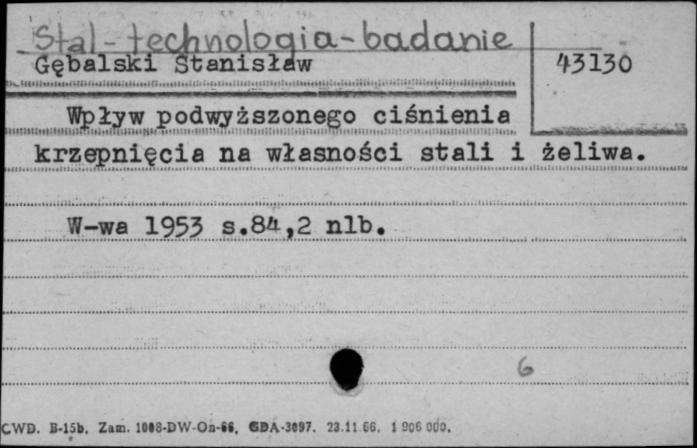 Stal-technologia-badanie
Gębalski Stanisław
43130
Wpływ podwyższonego ciśnienia
krzepnięcia na własności stali i żeliwa.
W-wa 1953 s.84,2 nlb.
6
CWD. B-15b. Zam. 1008-DW-On-66. GDA-3097. 23.11.66. 1 906 000.